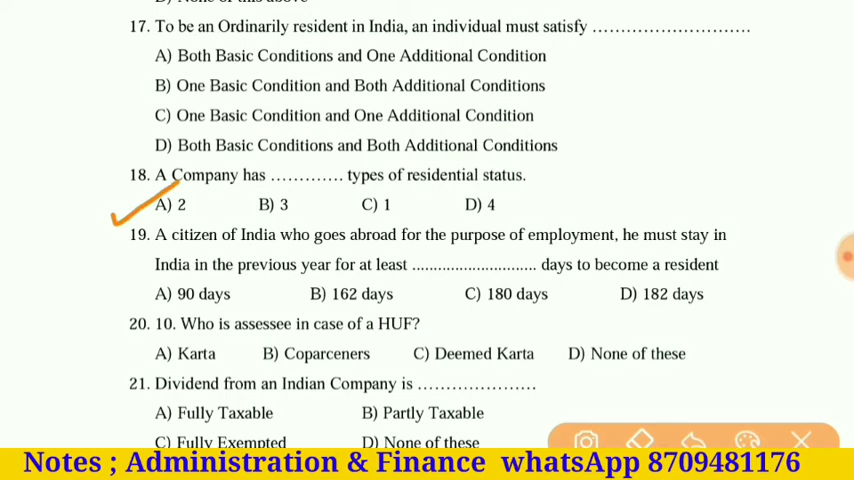 D) None of this above
17. To be an Ordinarily resident in India, an individual must satisfy ............................
A) Both Basic Conditions and One Additional Condition
B) One Basic Condition and Both Additional Conditions
C) One Basic Condition and One Additional Condition
D) Both Basic Conditions and Both Additional Conditions
18. A Company has ............. types of residential status.
A) 2 B) 3 C) 1 D) 4
19. A citizen of India who goes abroad for the purpose of employment, he must stay in
India in the previous year for at least ............................. days to become a resident
A) 90 days B) 162 days C) 180 days D) 182 days
20. 10. Who is assessee in case of a HUF?
A) Karta B) Coparceners C) Deemed Karta D) None of these
21. Dividend from an Indian Company is .....................
A) Fully Taxable B) Partly Taxable
C) Fully Exempted D) None of these
Notes ; Administration & Finance whatsApp 8709481176